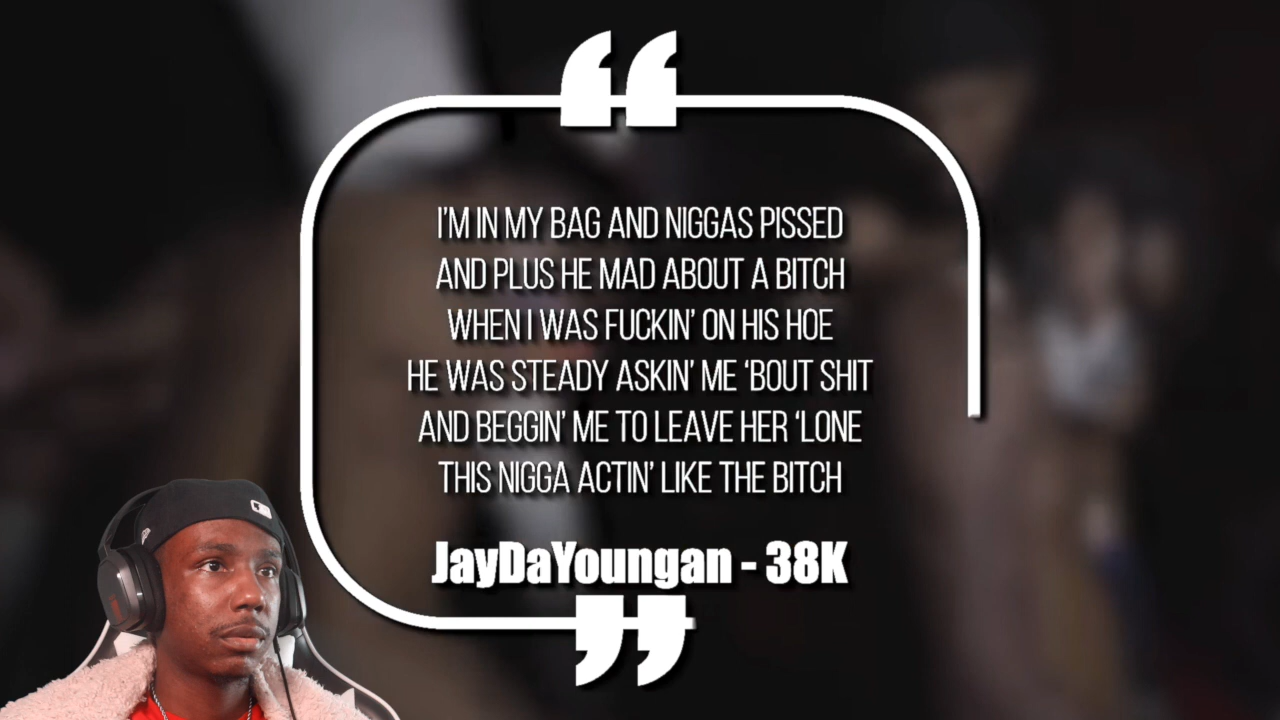 I'M IN MY BAG AND NIGGAS PISSED
AND PLUS HE MAD ABOUT A BITCH
WHEN I WAS FUCKIN' ON HIS HOE
HE WAS STEADY ASKIN' ME 'BOUT SHIT
AND BEGGIN' ME TO LEAVE HER 'LONE
THIS NIGGA ACTIN' LIKE THE BITCH
JayDaYoungan - 38K